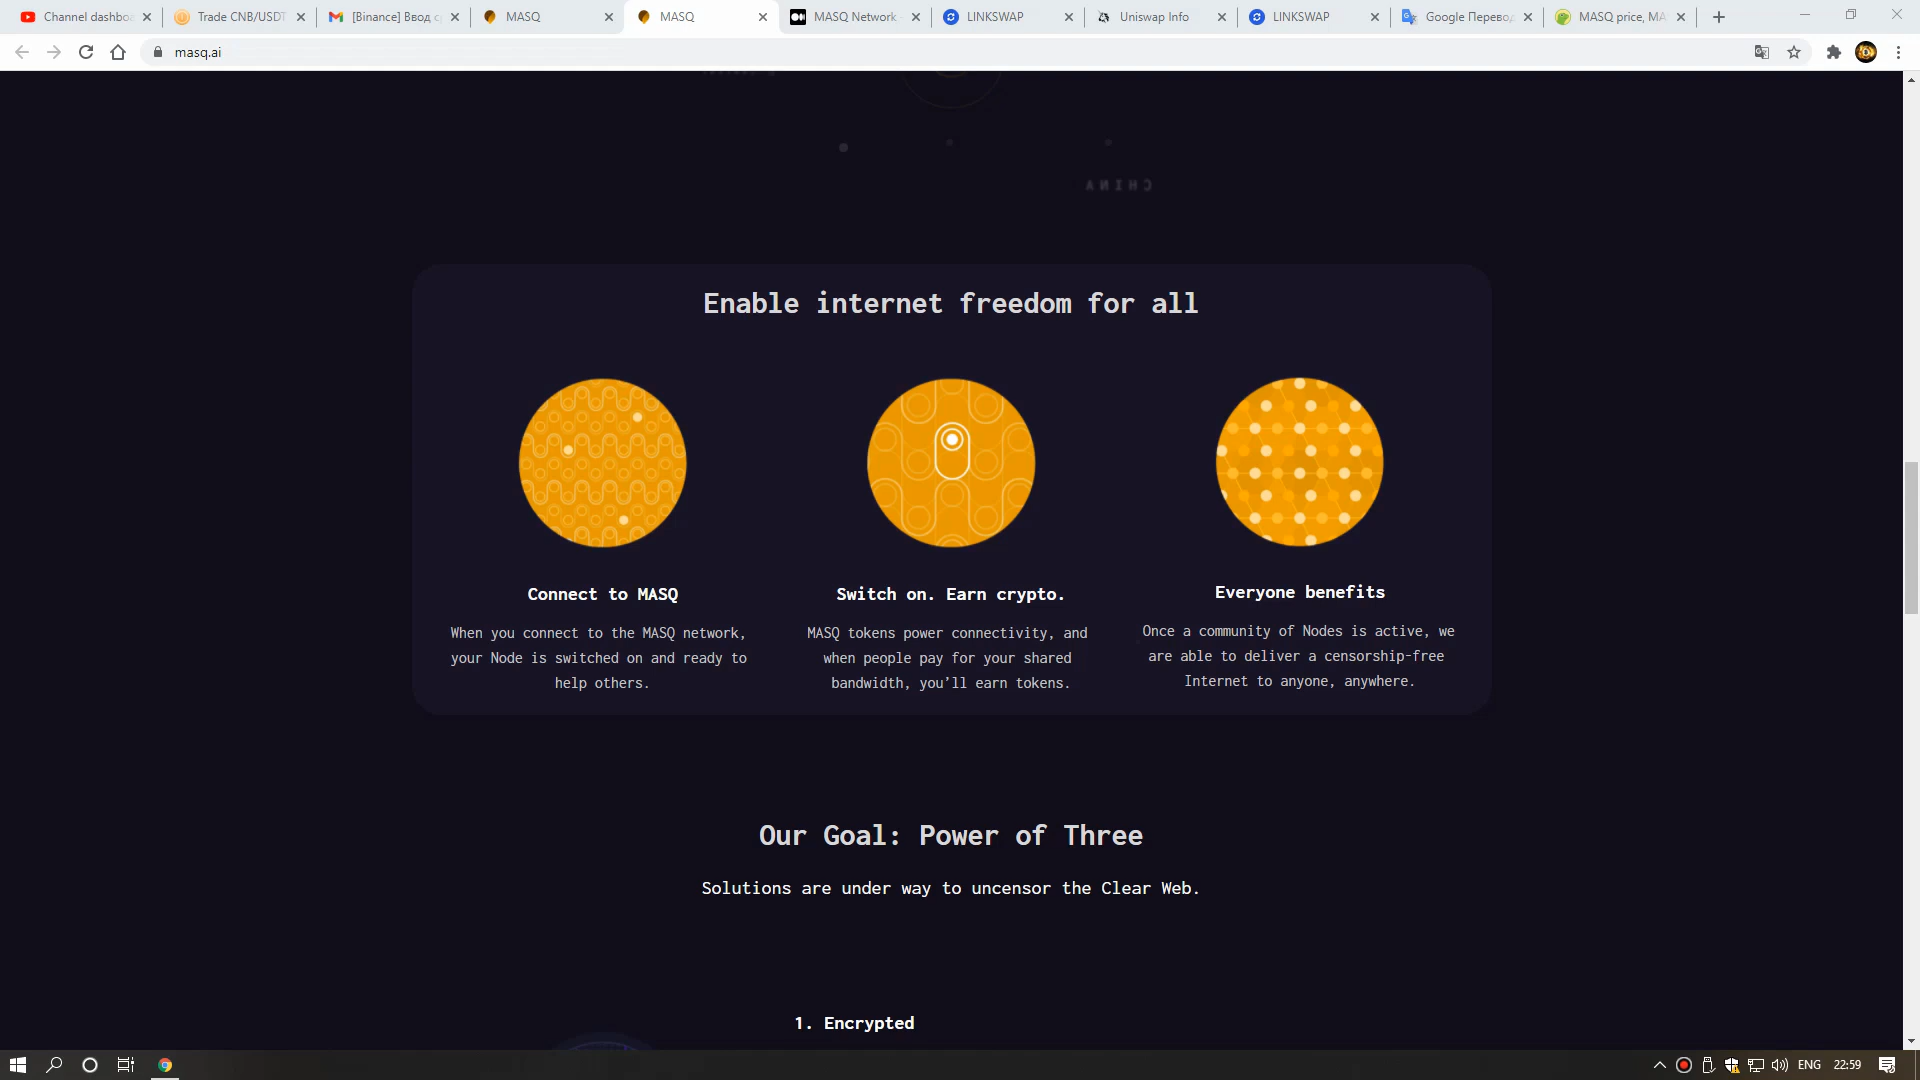 Channel dashboa
Trade CNB/USDT
[Binance] Ввод с
MASQ
MASQ
MASQ Network
LINKSWAP
Uniswap Info
LINKSWAP
Google Перево
MASQ price, MA
masq.ai
CHINA
Enable internet freedom for all
Connect to MASQ
When you connect to the MASQ network,
your Node is switched on and ready to
help others.
Switch on. Earn crypto.
MASQ tokens power connectivity, and
when people pay for your shared
bandwidth, you’ll earn tokens.
Everyone benefits
Once a community of Nodes is active, we
are able to deliver a censorship-free
Internet to anyone, anywhere.
Our Goal: Power of Three
Solutions are under way to uncensor the Clear Web.
1. Encrypted
ENG 22:59